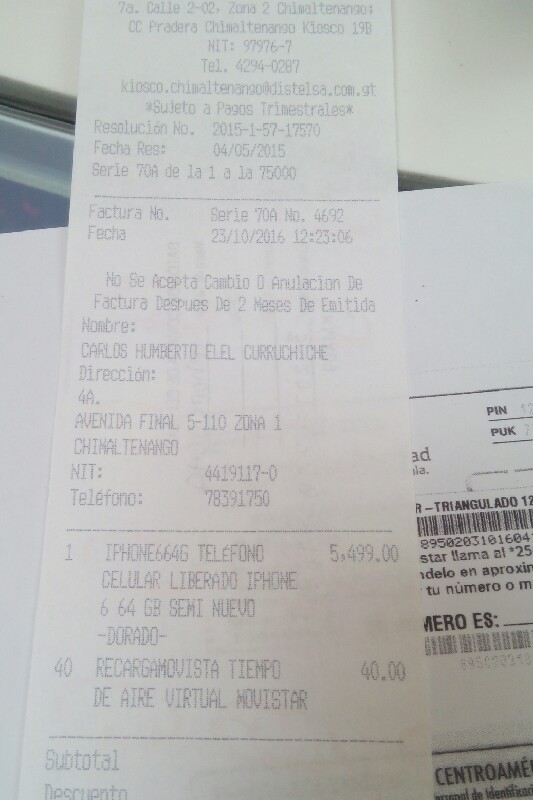 7a. Calle 2-02, Zona 2 Chimaltenango;
CC Pradera Chimaltenango Kiosco 19B
NIT: 97976-7
Tel. 4294-0287
kiosco.chimaltenango@distelsa.com.gt
*Sujeto a Pagos Trimestrales*
Resolución No. 2015-1-57-17570
Fecha Res: 04/05/2015
Serie 70A de la 1 a la 75000
Factura No. Serie 70A No. 4692
Fecha 23/10/2016 12:23:06
No Se Acepta Cambio O Anulacion De
Factura Despues De 2 Meses De Emitida
Nombre:
CARLOS HUMBERTO ELEL CURRUCHICHE
Dirección:
4A.
AVENIDA FINAL 5-110 ZONA 1
CHIMALTENANGO
NIT: 4419117-0
Teléfono: 78391750
1 IPHONE664G TELEFONO 5,499.00
CELULAR LIBERADO IPHONE
6 64 GB SEMI NUEVO
-DORADO-
40 RECARGAMOVISTA TIEMPO 40.00
DE AIRE VIRTUAL MOVISTAR
Subtotal
Descuento
PIN
PUK
ad
la.
R - TRIANGULADO 12
895020310160 4
star llama al *25
ndelo en aproxin
tu número o m
MERO ES:
CENTROAMÉ